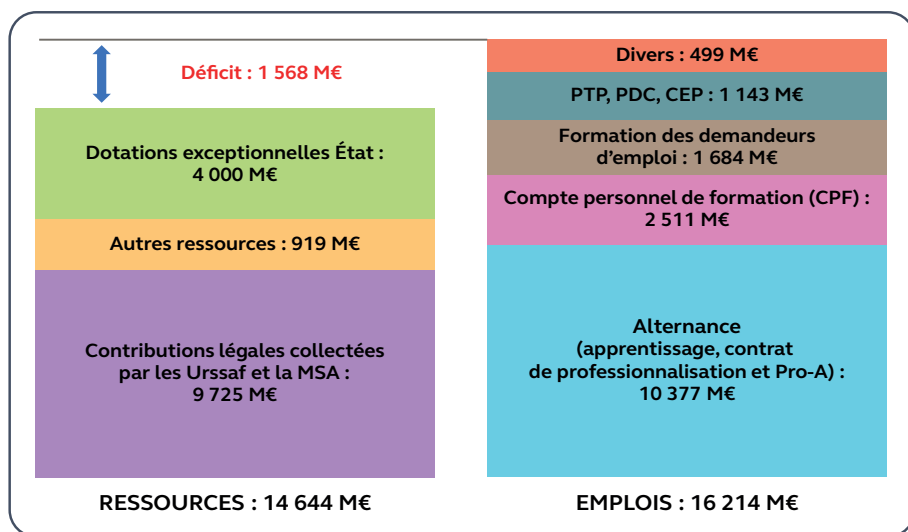 Déficit : 1 568 M€
Dotations exceptionnelles État :
4 000 M€
Autres ressources : 919 M€
Contributions légales collectées
par les Urssaf et la MSA :
9 725 M€
RESSOURCES : 14 644 M€
Divers : 499 M€
PTP, PDC, CEP : 1 143 M€
Formation des demandeurs
d’emploi : 1 684 M€
Compte personnel de formation (CPF) :
2 511 M€
Alternance
(apprentissage, contrat
de professionnalisation et Pro-A) :
10 377 M€
EMPLOIS : 16 214 M€